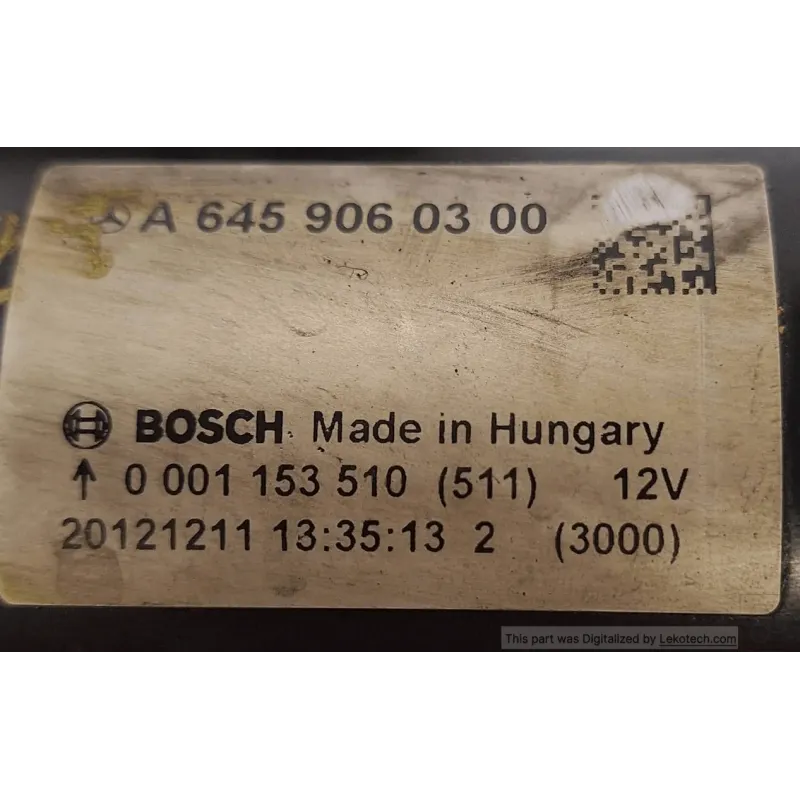 A 645 906 03 00
BOSCH Made in Hungary
↑ 0 001 153 510 (511) 12V
20121211 13:35:13 2 (3000)
This part was Digitalized by Lekotech.com